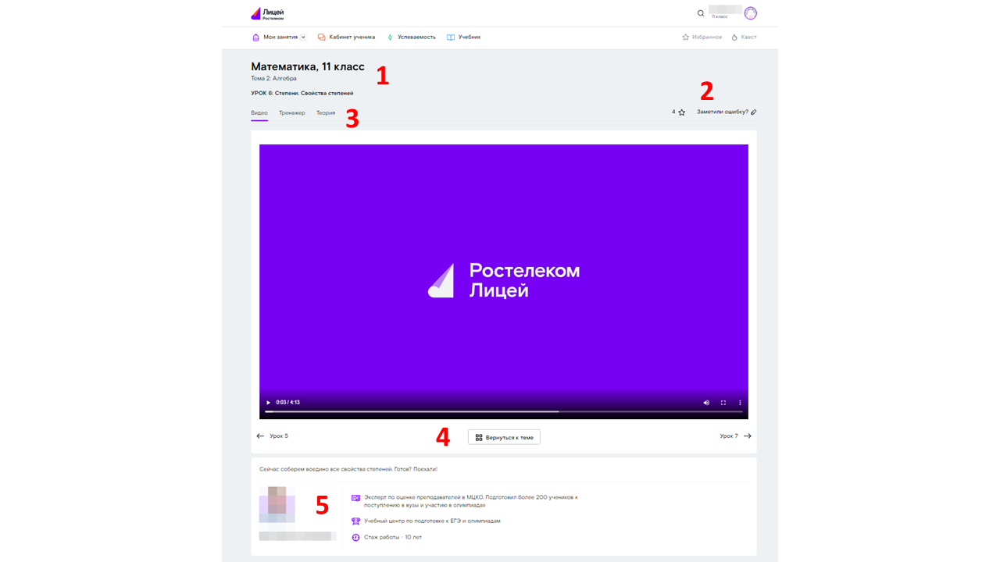 Лицей
Ростелеком
11 класс
Мои занятия
Кабинет ученика
Успеваемость
Учебник
Избранное
Квест
Математика, 11 класс
1
Тема 2: Алгебра
УРОК 6: Степени. Свойства степеней
2
Видео
Тренажер
Теория
3
4
Заметили ошибку?
Ростелеком
Лицей
0:03 / 4:13
Урок 5
4
Вернуться к теме
Урок 7
Сейчас соберем воедино все свойства степеней. Готов? Поехали!
5
Эксперт по оценке преподавателей в МЦКО. Подготовил более 200 учеников к
поступлению в вузы и участию в олимпиадах
Учебный центр по подготовке к ЕГЭ и олимпиадам
Стаж работы - 10 лет